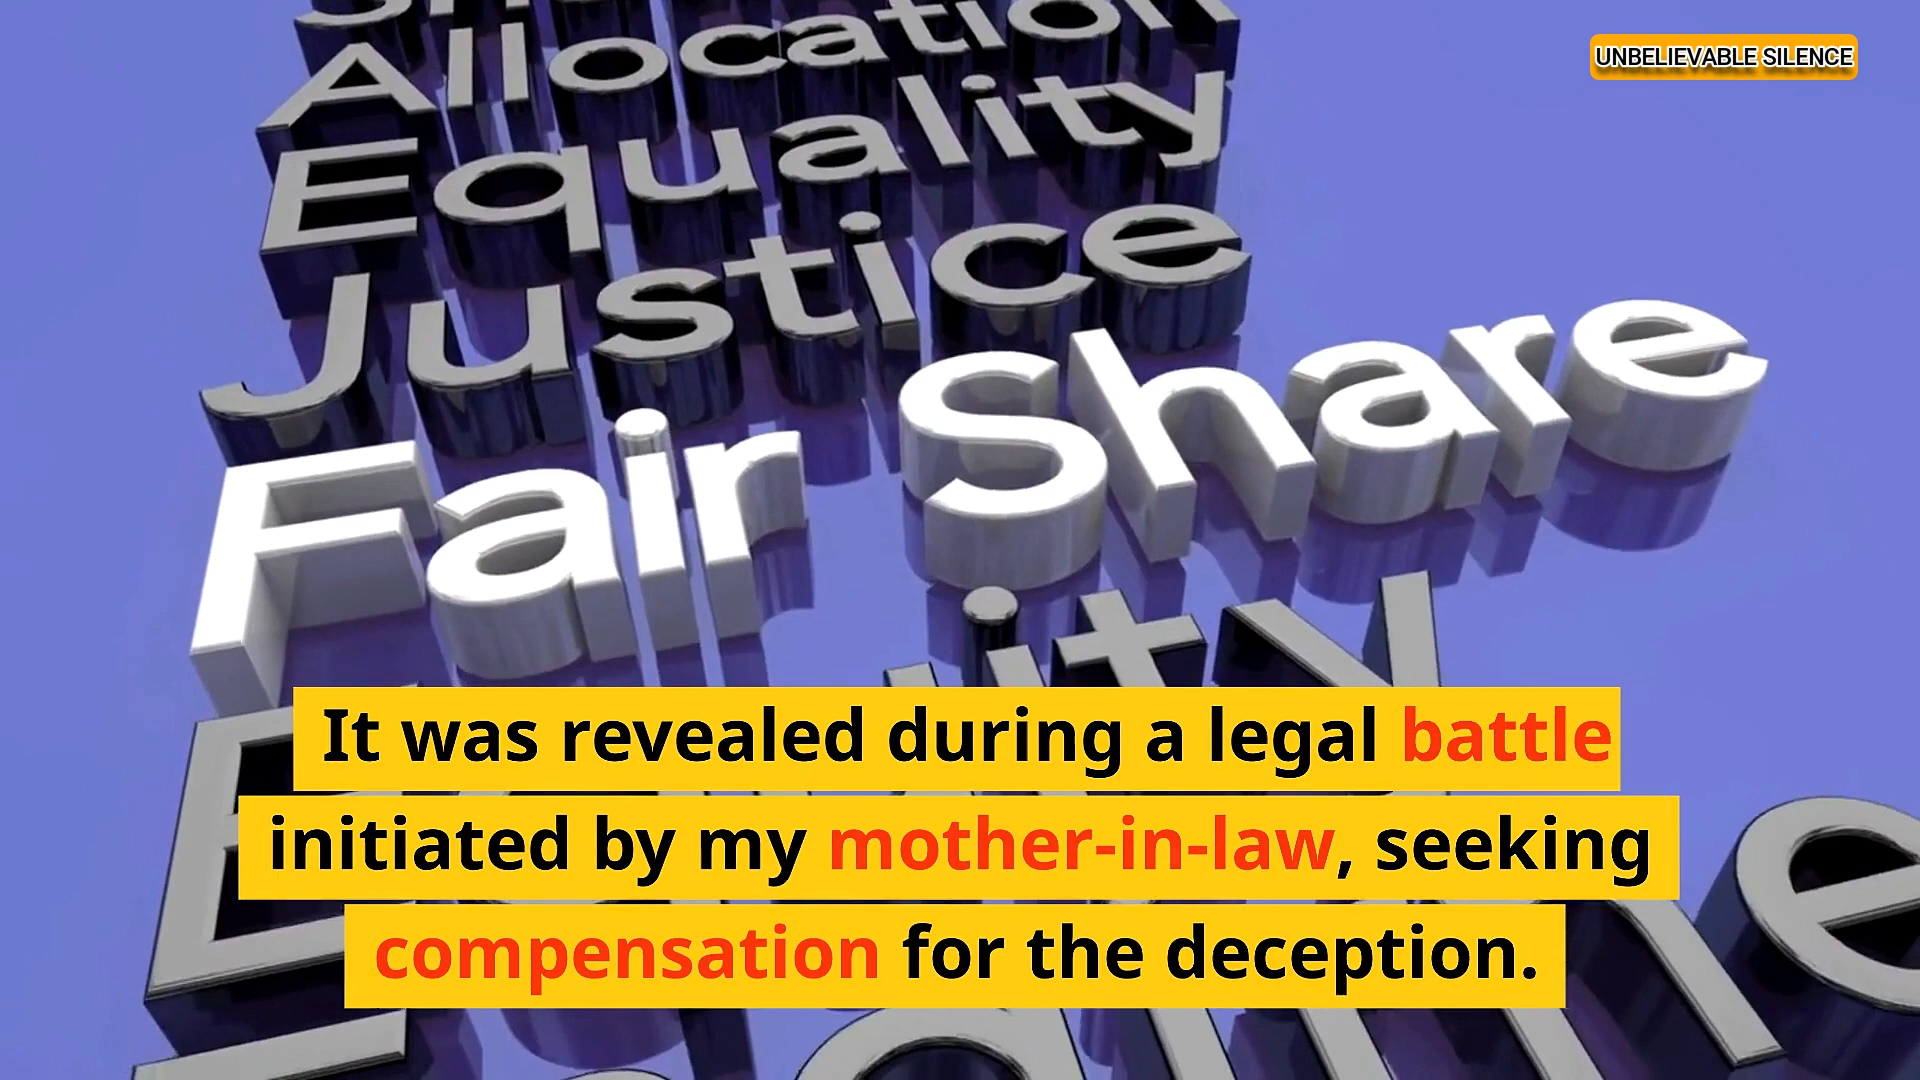 UNBELIEVABLE SILENCE
Allocation
Equality
Justice
Fair Share
It was revealed during a legal battle
initiated by my mother-in-law, seeking
compensation for the deception.